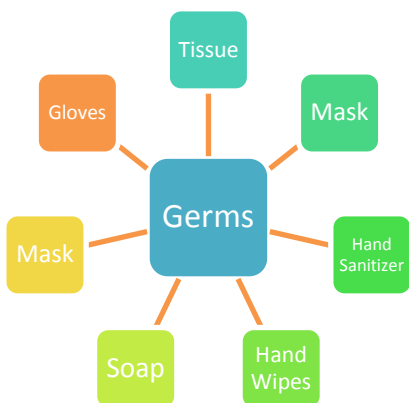 Tissue
Mask
Gloves
Germs
Hand
Sanitizer
Mask
Soap
Hand
Wipes